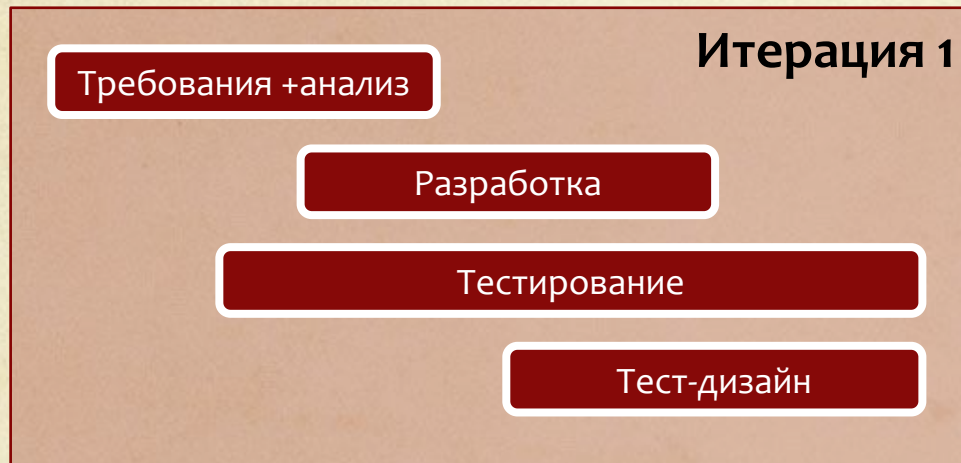 Итерация 1
Требования +анализ
Разработка
Тестирование
Тест-дизайн